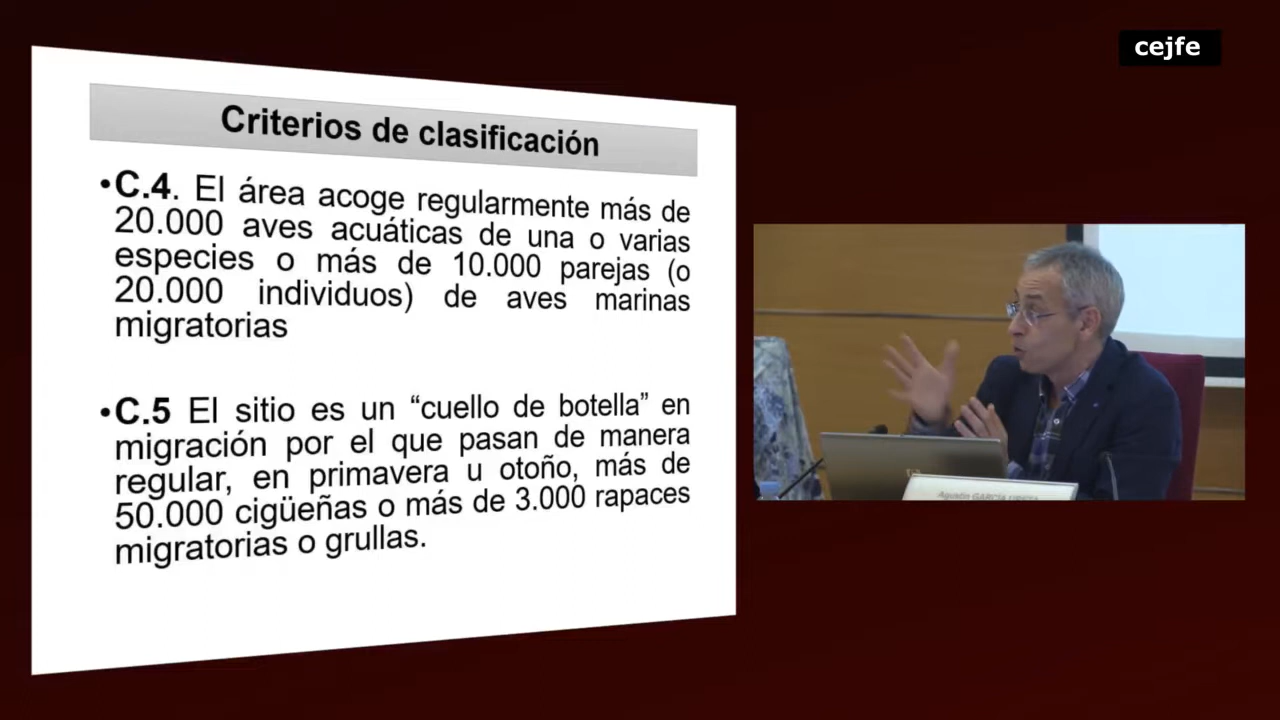 cejfe
Criterios de clasificación
•C.4. El área acoge regularmente más de
20.000 aves acuáticas de una o varias
especies o más de 10.000 parejas (o
20.000 individuos) de aves marinas
migratorias
•C.5 El sitio es un “cuello de botella” en
migración por el que pasan de manera
regular, en primavera u otoño, más de
50.000 cigüeñas o más de 3.000 rapaces
migratorias o grullas.
Agustín GARCÍA